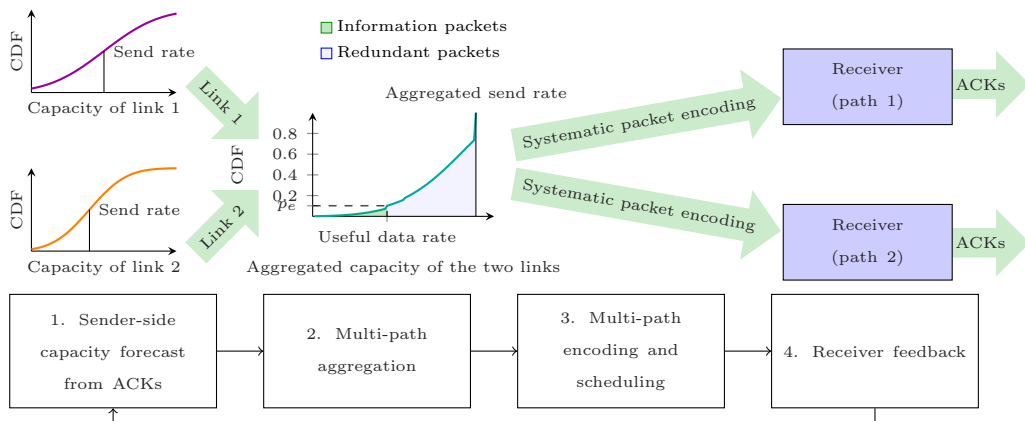 CDF
Send rate
Capacity of link 1
Link 1
CDF
Send rate
Capacity of link 2
Link 2
Information packets
Redundant packets
Aggregated send rate
CDF
0.8
0.6
0.4
0.2
Pe
Useful data rate
Aggregated capacity of the two links
Systematic packet encoding
Systematic packet encoding
Receiver
(path 1)
ACKs
Receiver
(path 2)
ACKs
1. Sender-side
capacity forecast
from ACKs
2. Multi-path
aggregation
3. Multi-path
encoding and
scheduling
4. Receiver feedback